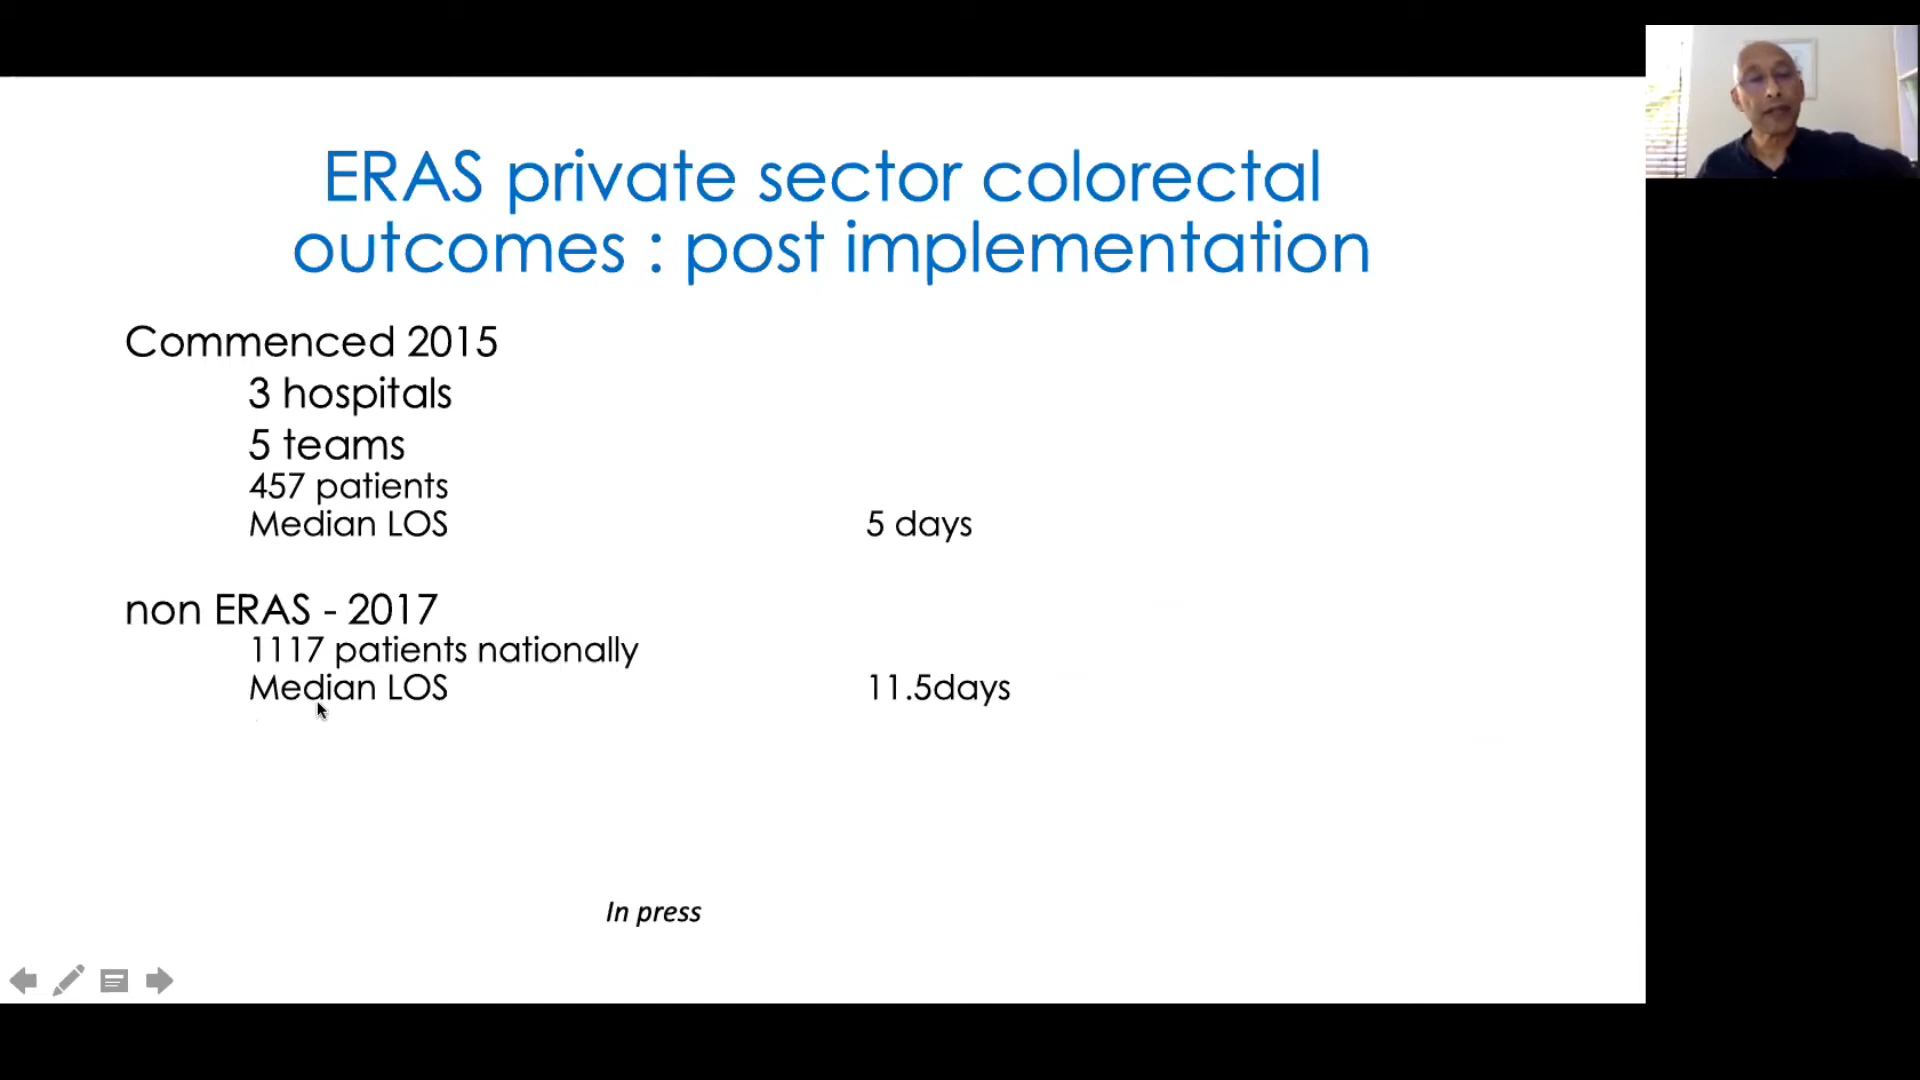 ERAS private sector colorectal
outcomes : post implementation
Commenced 2015
3 hospitals
5 teams
457 patients
Median LOS 5 days
non ERAS - 2017
1117 patients nationally
Median LOS 11.5days
In press